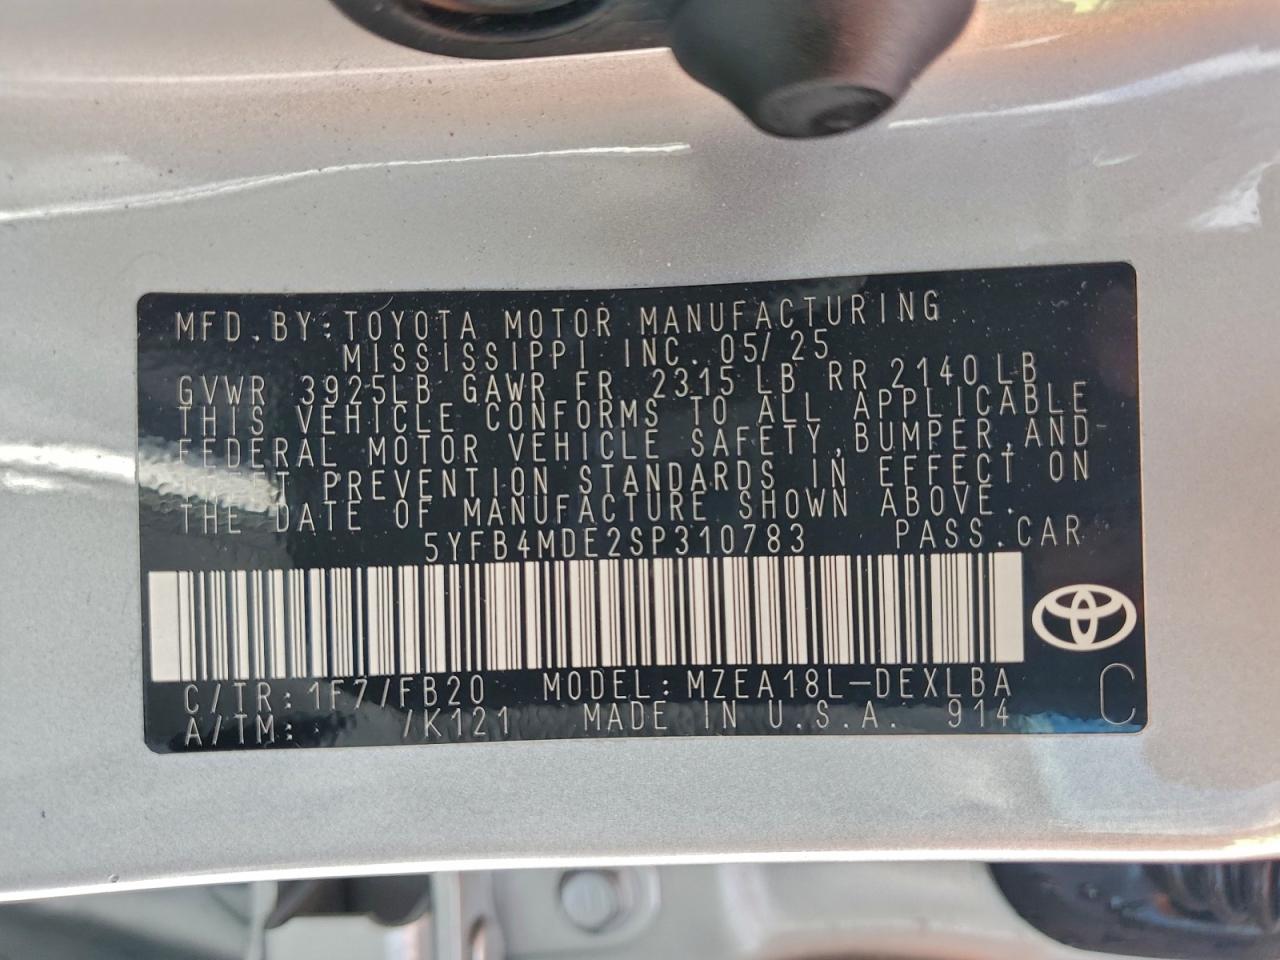 MFD.BY:TOYOTA MOTOR MANUFACTURING
MISSISSIPPI INC. 05/25
GVWR 3925LB GAWR FR 2315LB RR 2140LB
THIS VEHICLE CONFORMS TO ALL APPLICABLE
FEDERAL MOTOR VEHICLE SAFETY,BUMPER,AND
THEFT PREVENTION STANDARDS IN EFFECT ON
THE DATE OF MANUFACTURE SHOWN ABOVE.
5YFB4MDE2SP310783 PASS.CAR
C/TR:1F7/FB20 MODEL:MZEA18L-DEXLBA
A/TM: /K121 MADE IN U.S.A. 914
C